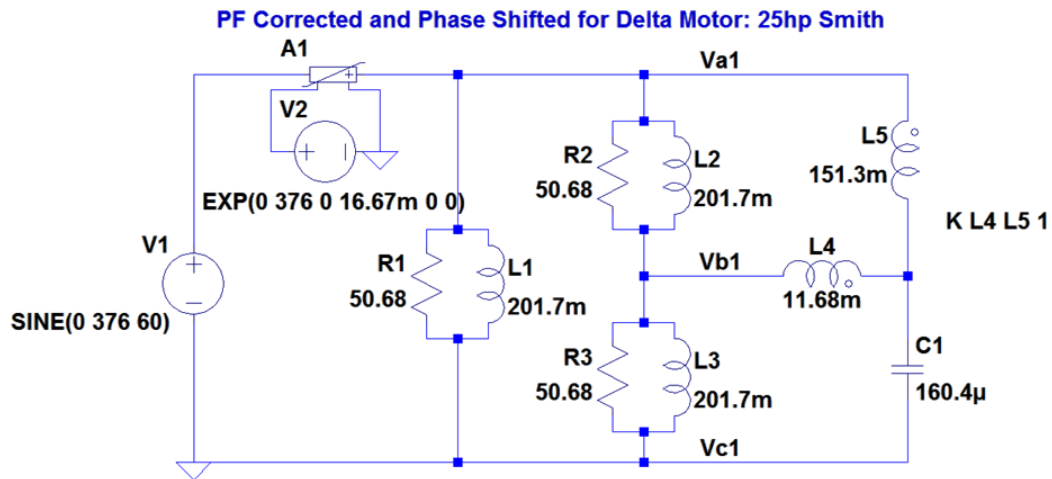 PF Corrected and Phase Shifted for Delta Motor: 25hp Smith
A1
Va1
V2
EXP(0 376 0 16.67m 0 0)
V1
SINE(0 376 60)
R1
50.68
L1
201.7m
R2
50.68
L2
201.7m
L5
151.3m
K L4 L5 1
Vb1
L4
11.68m
R3
50.68
L3
201.7m
C1
160.4µ
Vc1